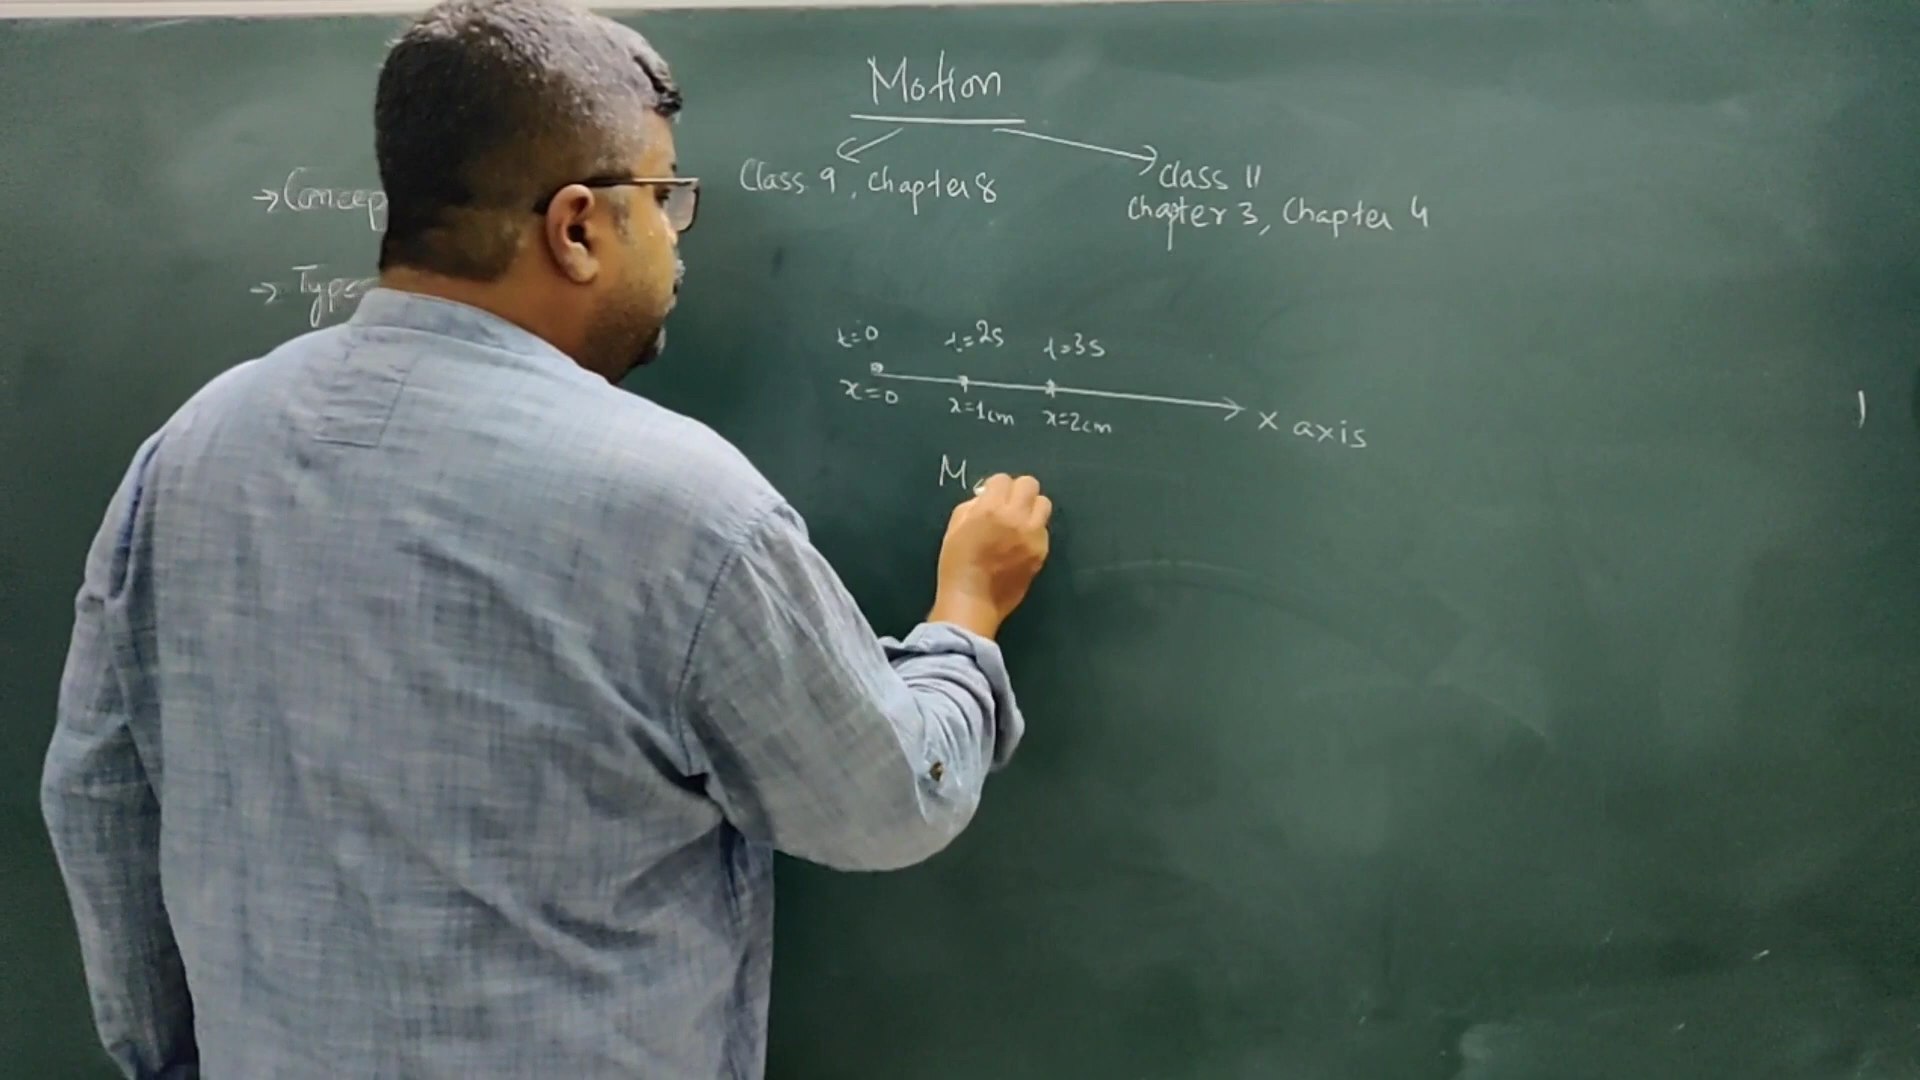 Motion
Class 9, Chapter 8
Class 11
Chapter 3, Chapter 4
→ Concep
→ Type
t=0 t=2s t=3s
x=0 x=1cm x=2cm
X axis
M